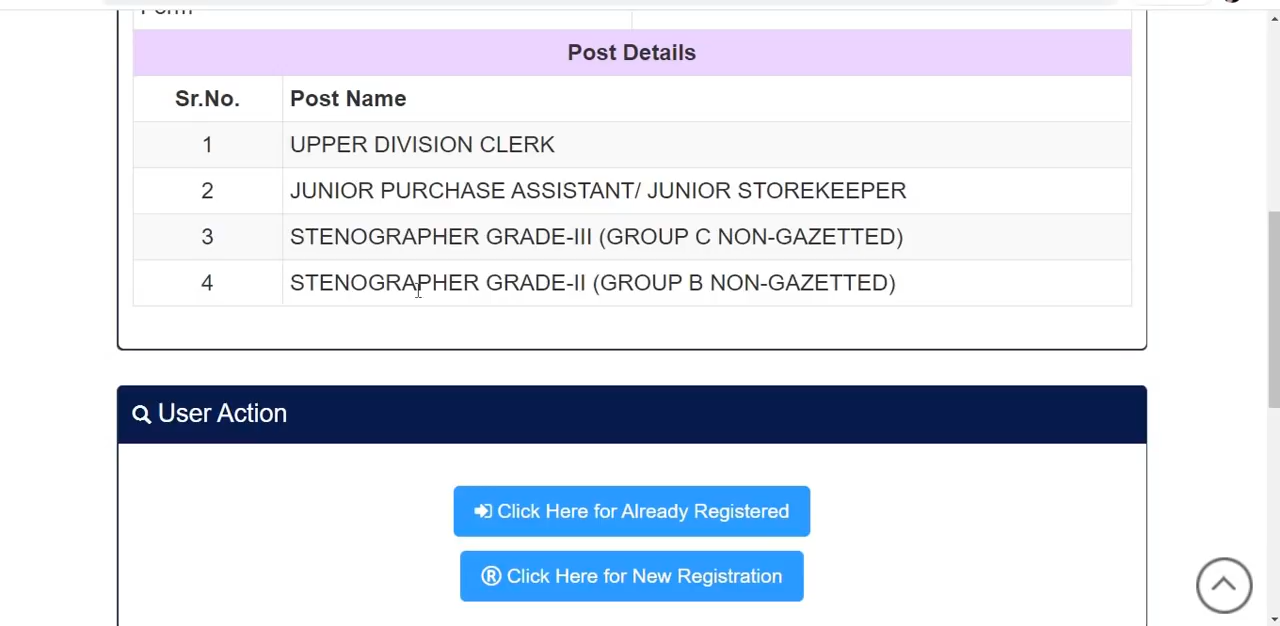 Post Details
Sr.No. Post Name
1 UPPER DIVISION CLERK
2 JUNIOR PURCHASE ASSISTANT/ JUNIOR STOREKEEPER
3 STENOGRAPHER GRADE-III (GROUP C NON-GAZETTED)
4 STENOGRAPHER GRADE-II (GROUP B NON-GAZETTED)
User Action
Click Here for Already Registered
® Click Here for New Registration